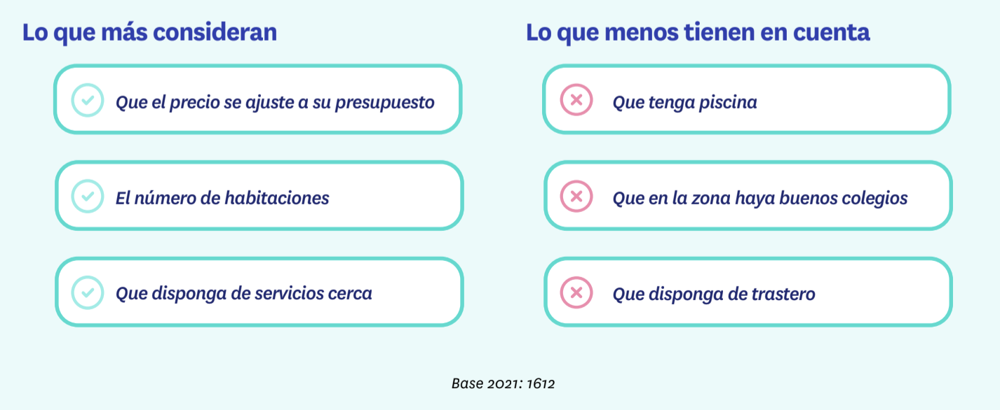 Lo que más consideran
Que el precio se ajuste a su presupuesto
El número de habitaciones
Que disponga de servicios cerca
Lo que menos tienen en cuenta
Que tenga piscina
Que en la zona haya buenos colegios
Que disponga de trastero
Base 2021: 1612